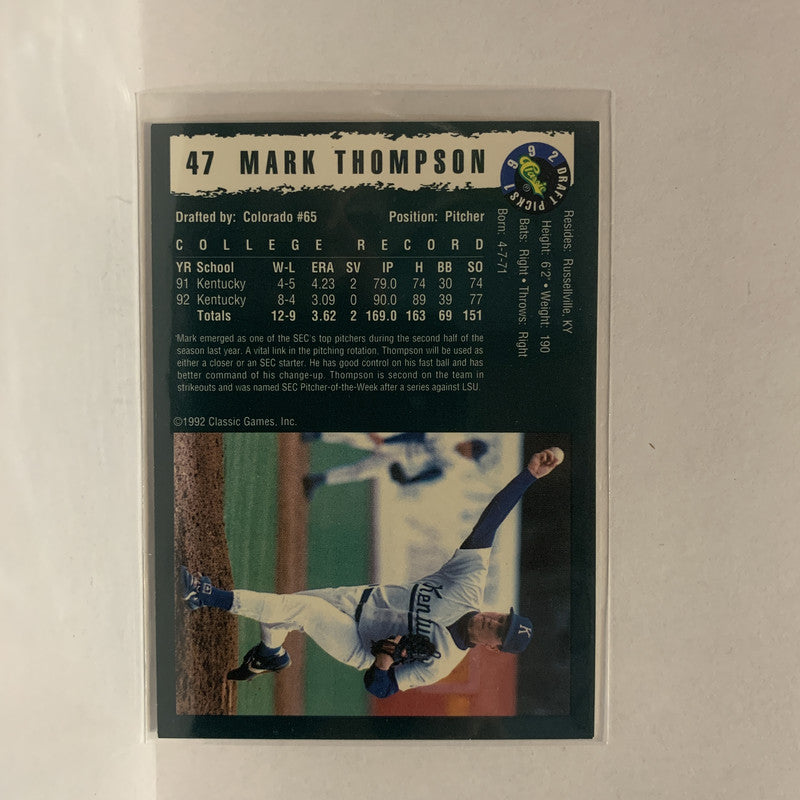 47 MARK THOMPSON
1992 DRAFT PICKS
Classic
Drafted by: Colorado #65 Position: Pitcher
COLLEGE RECORD
YR School W-L ERA SV IP H BB SO
91 Kentucky 4-5 4.23 2 79.0 74 30 74
92 Kentucky 8-4 3.09 0 90.0 89 39 77
Totals 12-9 3.62 2 169.0 163 69 151
Mark emerged as one of the SEC's top pitchers during the second half of the
season last year. A vital link in the pitching rotation, Thompson will be used as
either a closer or an SEC starter. He has good control on his fast ball and has
better command of his change-up. Thompson is second on the team in
strikeouts and was named SEC Pitcher-of-the-Week after a series against LSU.
©1992 Classic Games, Inc.
Resides: Russellville, KY
Height: 6'2" • Weight: 190
Bats: Right • Throws: Right
Born: 4-7-71
K